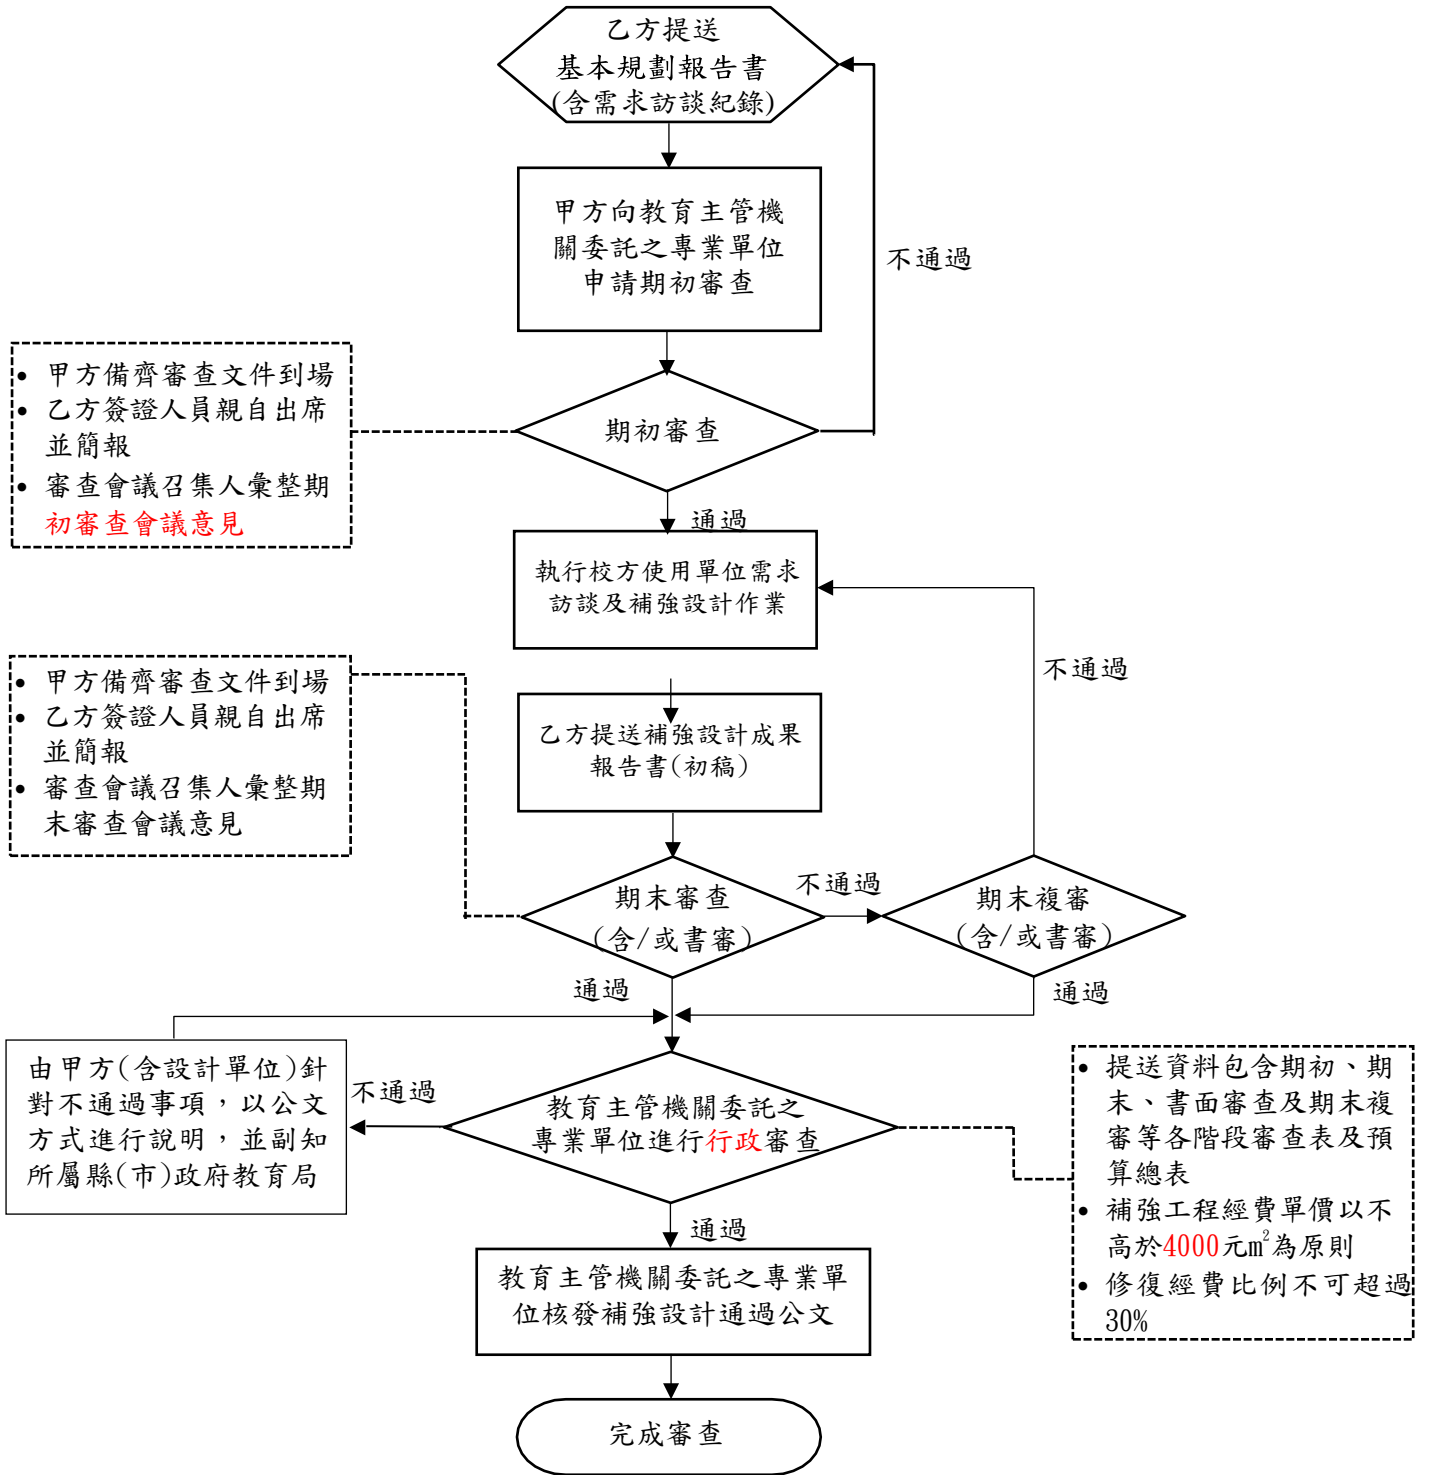 乙方提送
基本規劃報告書
(含需求訪談紀錄)
甲方向教育主管機
關委託之專業單位
申請期初審查
不通過
• 甲方備齊審查文件到場
• 乙方簽證人員親自出席
並簡報
• 審查會議召集人彙整期
初審查會議意見
期初審查
通過
執行校方使用單位需求
訪談及補強設計作業
不通過
• 甲方備齊審查文件到場
• 乙方簽證人員親自出席
並簡報
• 審查會議召集人彙整期
末審查會議意見
乙方提送補強設計成果
報告書(初稿)
期末審查
(含/或書審)
不通過
期末複審
(含/或書審)
通過
通過
由甲方(含設計單位)針
對不通過事項，以公文
方式進行說明，並副知
所屬縣(市)政府教育局
不通過
教育主管機關委託之
專業單位進行行政審查
• 提送資料包含期初、期
末、書面審查及期末複
審等各階段審查表及預
算總表
• 補強工程經費單價以不
高於4000元m²為原則
• 修復經費比例不可超過
30%
通過
教育主管機關委託之專業單
位核發補強設計通過公文
完成審查